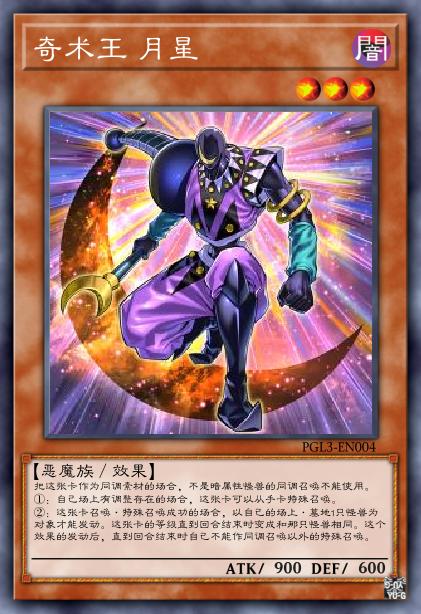 奇术王 月星
闇
PGL3-EN004
【恶魔族／效果】
把这张卡作为同调素材的场合，不是暗属性怪兽的同调召唤不能使用。
①：自己场上有调整存在的场合，这张卡可以从手卡特殊召唤。
②：这张卡召唤·特殊召唤成功的场合，以自己的场上·墓地1只怪兽为
对象才能发动。这张卡的等级直到回合结束时变成和那只怪兽相同。这个
效果的发动后，直到回合结束时自己不能作同调召唤以外的特殊召唤。
ATK/ 900 DEF/ 600